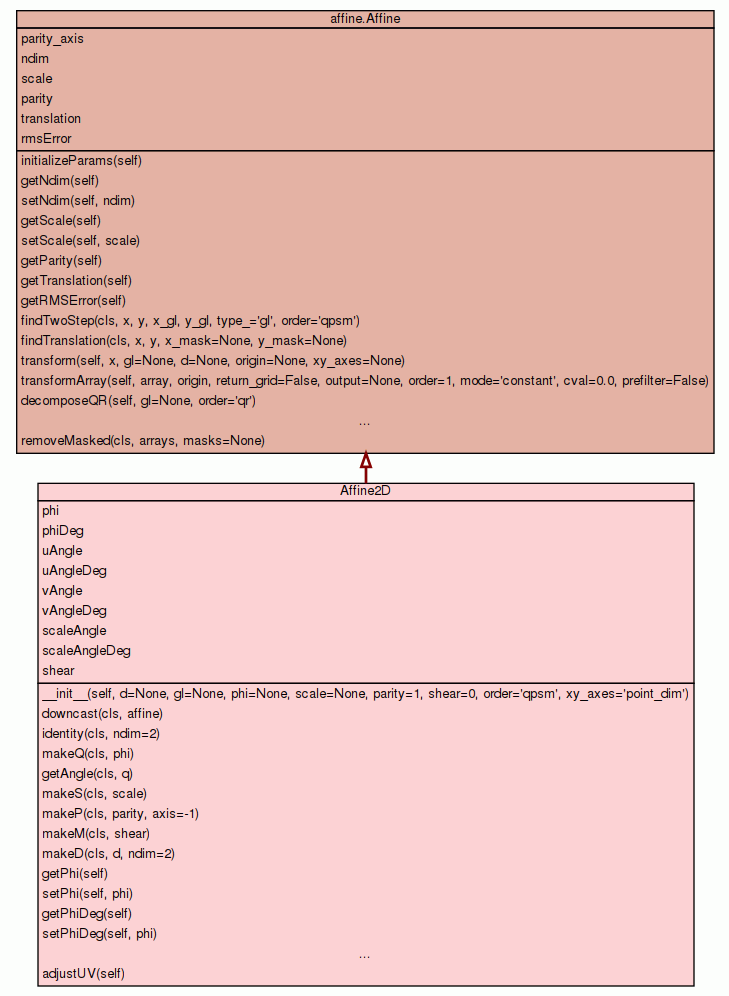 affine.Affine
parity_axis
ndim
scale
parity
translation
rmsError
initializeParams(self)
getNdim(self)
setNdim(self, ndim)
getScale(self)
setScale(self, scale)
getParity(self)
getTranslation(self)
getRMSError(self)
findTwoStep(cls, x, y, x_gl, y_gl, type_='gl', order='qpsm')
findTranslation(cls, x, y, x_mask=None, y_mask=None)
transform(self, x, gl=None, d=None, origin=None, xy_axes=None)
transformArray(self, array, origin, return_grid=False, output=None, order=1, mode='constant', cval=0.0, prefilter=False)
decomposeQR(self, gl=None, order='qr')
...
removeMasked(cls, arrays, masks=None)
Affine2D
phi
phiDeg
uAngle
uAngleDeg
vAngle
vAngleDeg
scaleAngle
scaleAngleDeg
shear
__init__(self, d=None, gl=None, phi=None, scale=None, parity=1, shear=0, order='qpsm', xy_axes='point_dim')
downcast(cls, affine)
identity(cls, ndim=2)
makeQ(cls, phi)
getAngle(cls, q)
makeS(cls, scale)
makeP(cls, parity, axis=-1)
makeM(cls, shear)
makeD(cls, d, ndim=2)
getPhi(self)
setPhi(self, phi)
getPhiDeg(self)
setPhiDeg(self, phi)
...
adjustUV(self)